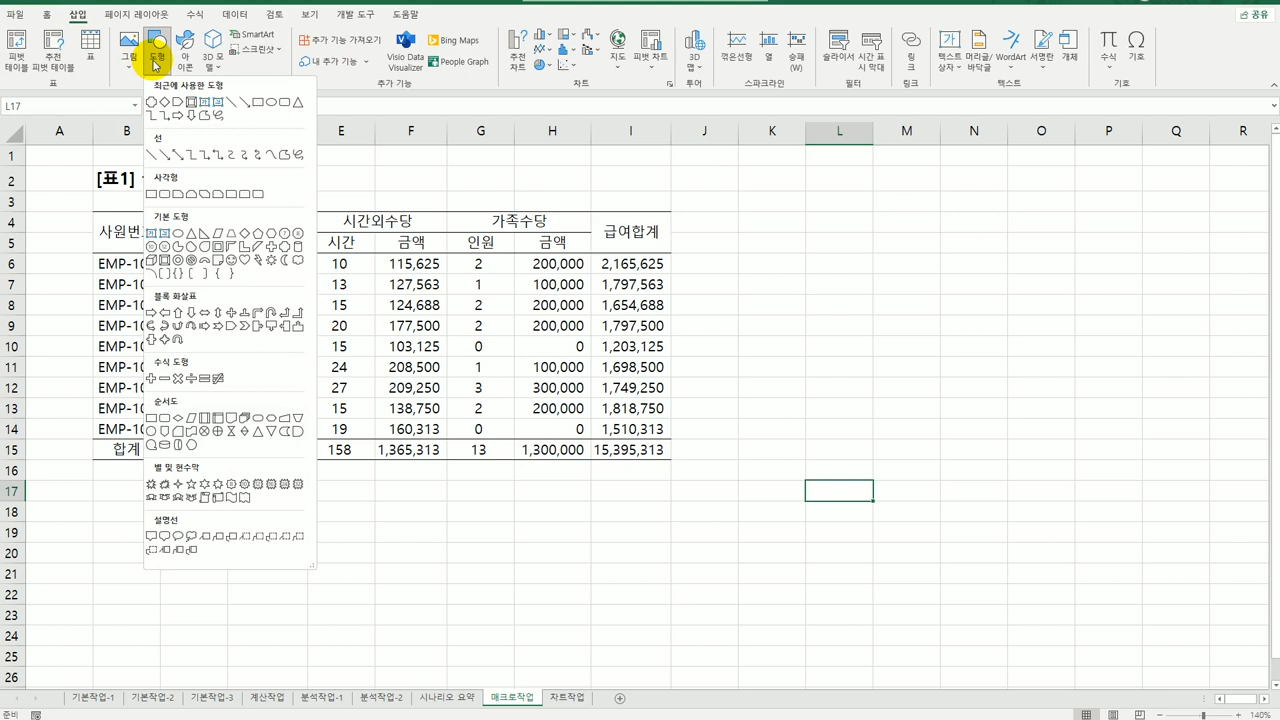 파일 홈 삽입 페이지 레이아웃 수식 데이터 검토 보기 개발 도구 도움말 공유
피벗 테이블 추천 피벗 테이블 표 그림 도형 아이콘 3D 모델 SmartArt 스크린샷
추가 기능 가져오기 내 추가 기능 Visio Data Visualizer Bing Maps People Graph
추천 차트 지도 피벗 차트 3D 맵 꺾은선형 열 승패 (W) 슬라이서 시간 표시 막대 링크 텍스트 상자 머리글/바닥글 WordArt 서명란 개체 수식 기호
표 추가 기능 차트 투어 스파크라인 필터 링크 텍스트 기호
L17
최근에 사용한 도형
선
사각형
기본 도형
블록 화살표
수식 도형
순서도
별 및 현수막
설명선
A B E F G H I J K L M N O P Q R
1
2 [표1]
3
4 시간외수당 가족수당
사원번 급여합계
5 시간 금액 인원 금액
6 EMP-10 10 115,625 2 200,000 2,165,625
7 EMP-10 13 127,563 1 100,000 1,797,563
8 EMP-10 15 124,688 2 200,000 1,654,688
9 EMP-10 20 177,500 2 200,000 1,797,500
10 EMP-10 15 103,125 0 0 1,203,125
11 EMP-10 24 208,500 1 100,000 1,698,500
12 EMP-10 27 209,250 3 300,000 1,749,250
13 EMP-10 15 138,750 2 200,000 1,818,750
14 EMP-10 19 160,313 0 0 1,510,313
15 합계 158 1,365,313 13 1,300,000 15,395,313
16
17
18
19
20
21
22
23
24
25
26
기본작업-1 기본작업-2 기본작업-3 계산작업 분석작업-1 분석작업-2 시나리오 요약 매크로작업 차트작업
준비 140%